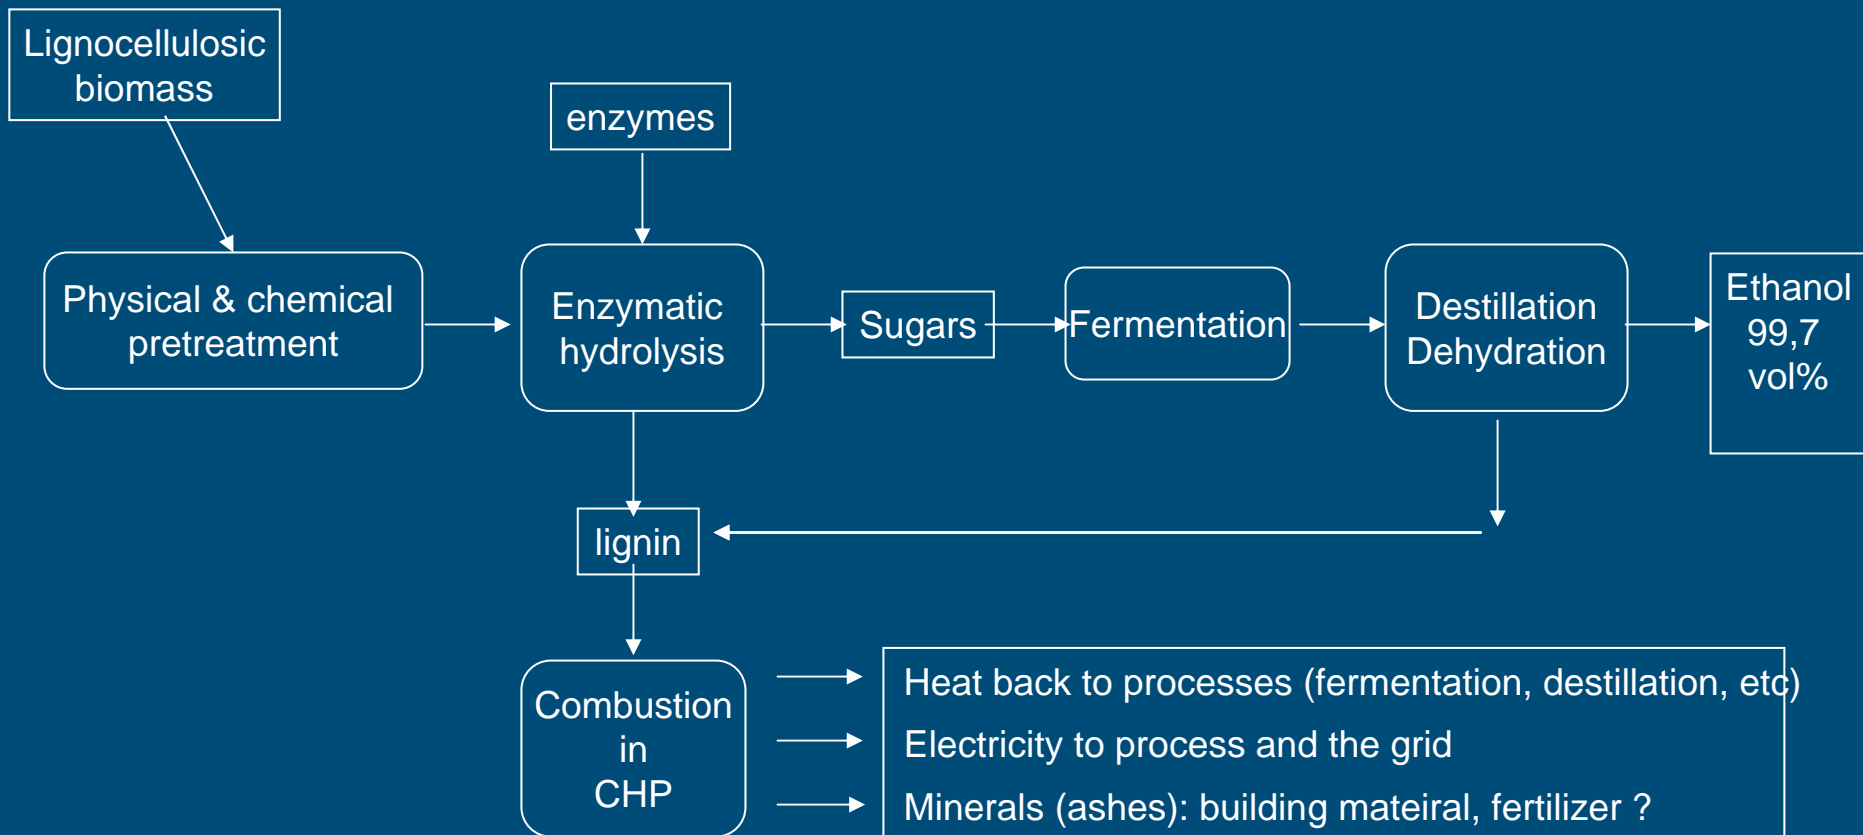 Lignocellulosic
biomass
enzymes
Physical & chemical
pretreatment
Enzymatic
hydrolysis
Sugars
Fermentation
Destillation
Dehydration
Ethanol
99,7
vol%
lignin
Combustion
in
CHP
Heat back to processes (fermentation, destillation, etc)
Electricity to process and the grid
Minerals (ashes): building mateiral, fertilizer ?